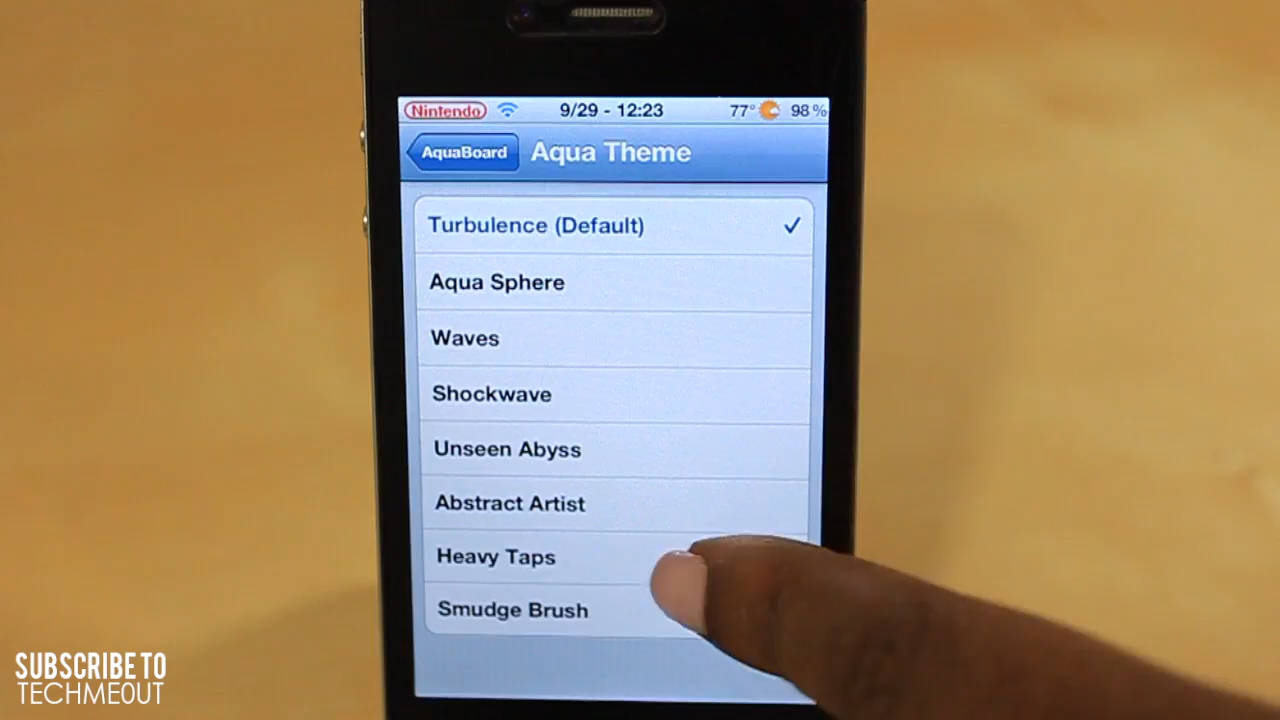 Nintendo 9/29 - 12:23 77° 98%
AquaBoard Aqua Theme
Turbulence (Default)
Aqua Sphere
Waves
Shockwave
Unseen Abyss
Abstract Artist
Heavy Taps
Smudge Brush
SUBSCRIBE TO
TECHMEOUT